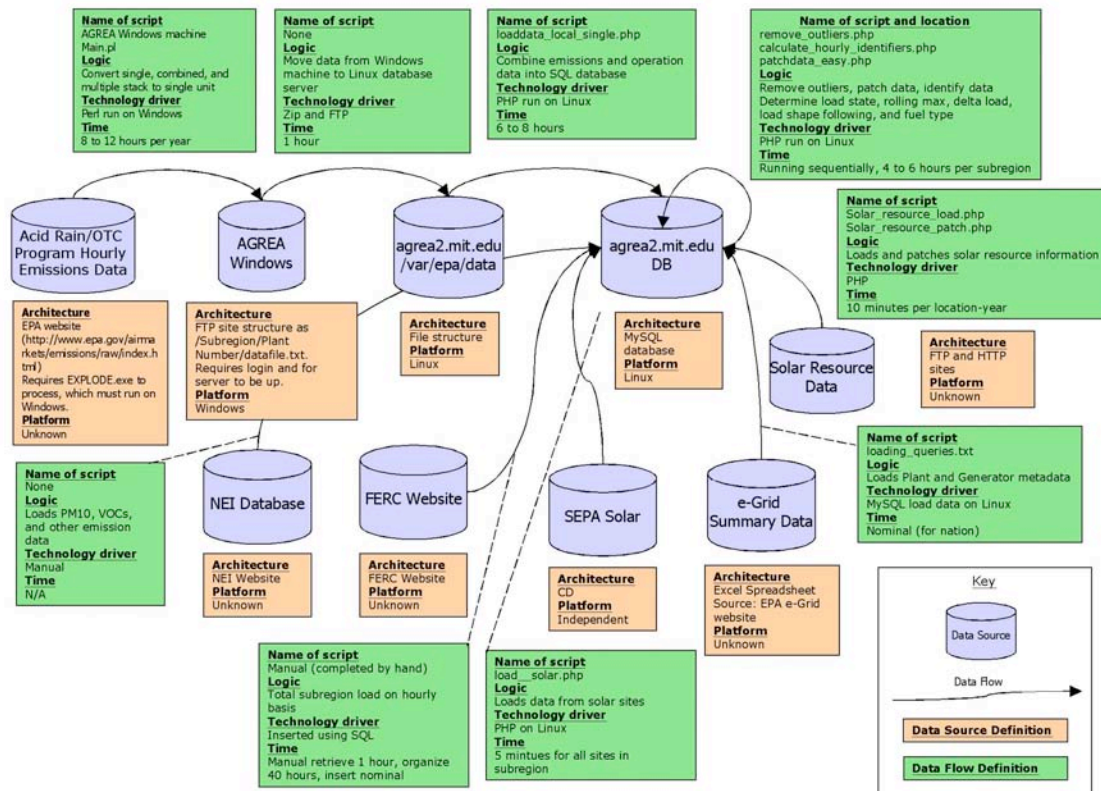 Name of script
AGREA Windows machine
Main.pl
Logic
Convert single, combined, and
multiple stack to single unit
Technology driver
Perl run on Windows
Time
8 to 12 hours per year
Name of script
None
Logic
Move data from Windows
machine to Linux database
server
Technology driver
Zip and FTP
Time
1 hour
Name of script
loaddata_local_single.php
Logic
Combine emissions and operation
data into SQL database
Technology driver
PHP run on Linux
Time
6 to 8 hours
Name of script and location
remove_outliers.php
calculate_hourly_identifiers.php
patchdata_easy.php
Logic
Remove outliers, patch data, identify data
Determine load state, rolling max, delta load,
load shape following, and fuel type
Technology driver
PHP run on Linux
Time
Running sequentially, 4 to 6 hours per subregion
Acid Rain/OTC
Program Hourly
Emissions Data
AGREA
Windows
agrea2.mit.edu
/var/epa/data
agrea2.mit.edu
DB
Name of script
Solar_resource_load.php
Solar_resource_patch.php
Logic
Loads and patches solar resource information
Technology driver
PHP
Time
10 minutes per location-year
Architecture
EPA website
(http://www.epa.gov/airma
rkets/emissions/raw/index.h
tml)
Requires EXPLODE.exe to
process, which must run on
Windows.
Platform
Unknown
Architecture
FTP site structure as
/Subregion/Plant
Number/datafile.txt.
Requires login and for
server to be up.
Platform
Windows
Architecture
File structure
Platform
Linux
Architecture
MySQL
database
Platform
Linux
Solar Resource
Data
Architecture
FTP and HTTP
sites
Platform
Unknown
Name of script
None
Logic
Loads PM10, VOCs,
and other emission
data
Technology driver
Manual
Time
N/A
NEI Database
FERC Website
SEPA Solar
e-Grid
Summary Data
Name of script
loading_queries.txt
Logic
Loads Plant and Generator metadata
Technology driver
MySQL load data on Linux
Time
Nominal (for nation)
Architecture
NEI Website
Platform
Unknown
Architecture
FERC Website
Platform
Unknown
Architecture
CD
Platform
Independent
Architecture
Excel Spreadsheet
Source: EPA e-Grid
website
Platform
Unknown
Name of script
Manual (completed by hand)
Logic
Total subregion load on hourly
basis
Technology driver
Inserted using SQL
Time
Manual retrieve 1 hour, organize
40 hours, insert nominal
Name of script
load__solar.php
Logic
Loads data from solar sites
Technology driver
PHP on Linux
Time
5 mintues for all sites in
subregion
Key
Data Source
Data Flow
Data Source Definition
Data Flow Definition